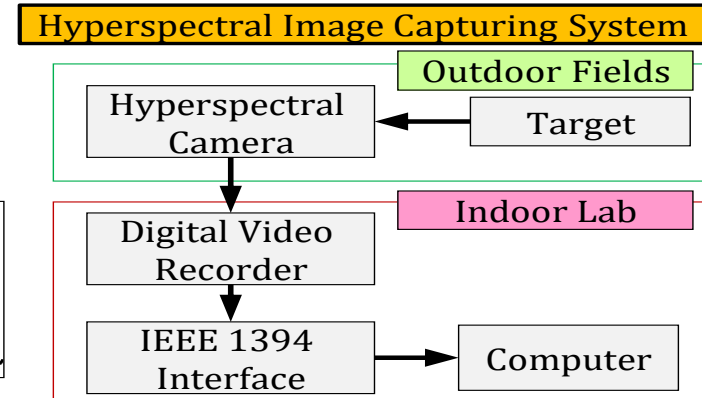 Hyperspectral Image Capturing System
Outdoor Fields
Hyperspectral
Camera
Target
Indoor Lab
Digital Video
Recorder
IEEE 1394
Interface
Computer